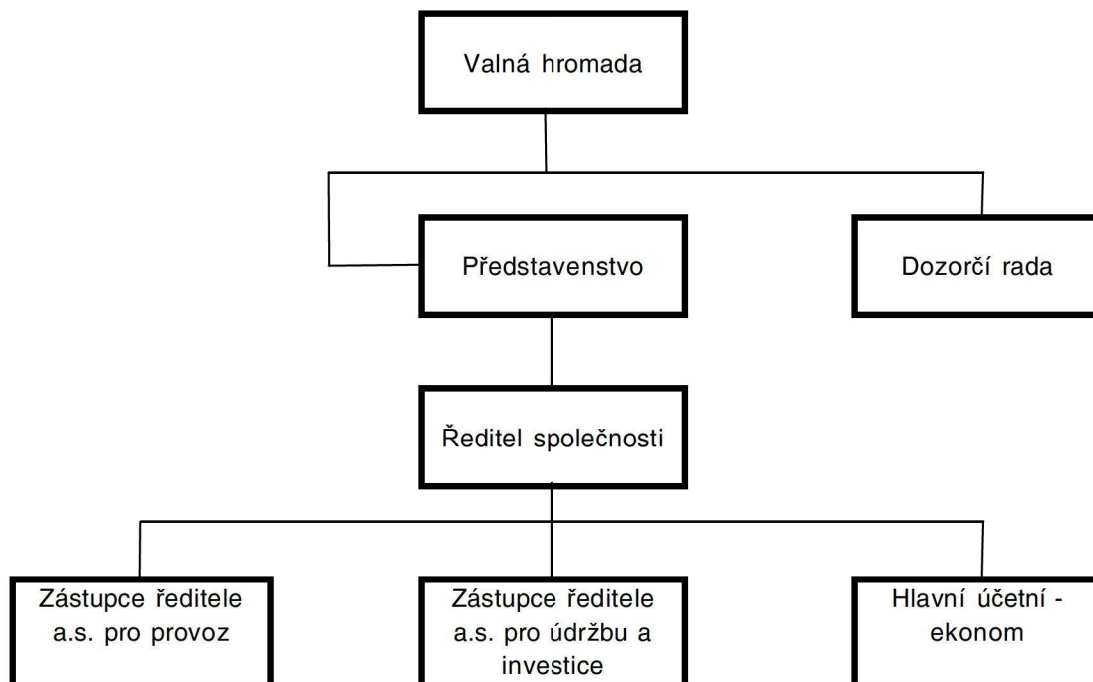 Valná hromada
Představenstvo
Dozorčí rada
Ředitel společnosti
Zástupce ředitele
a.s. pro provoz
Zástupce ředitele
a.s. pro údržbu a
investice
Hlavní účetní -
ekonom